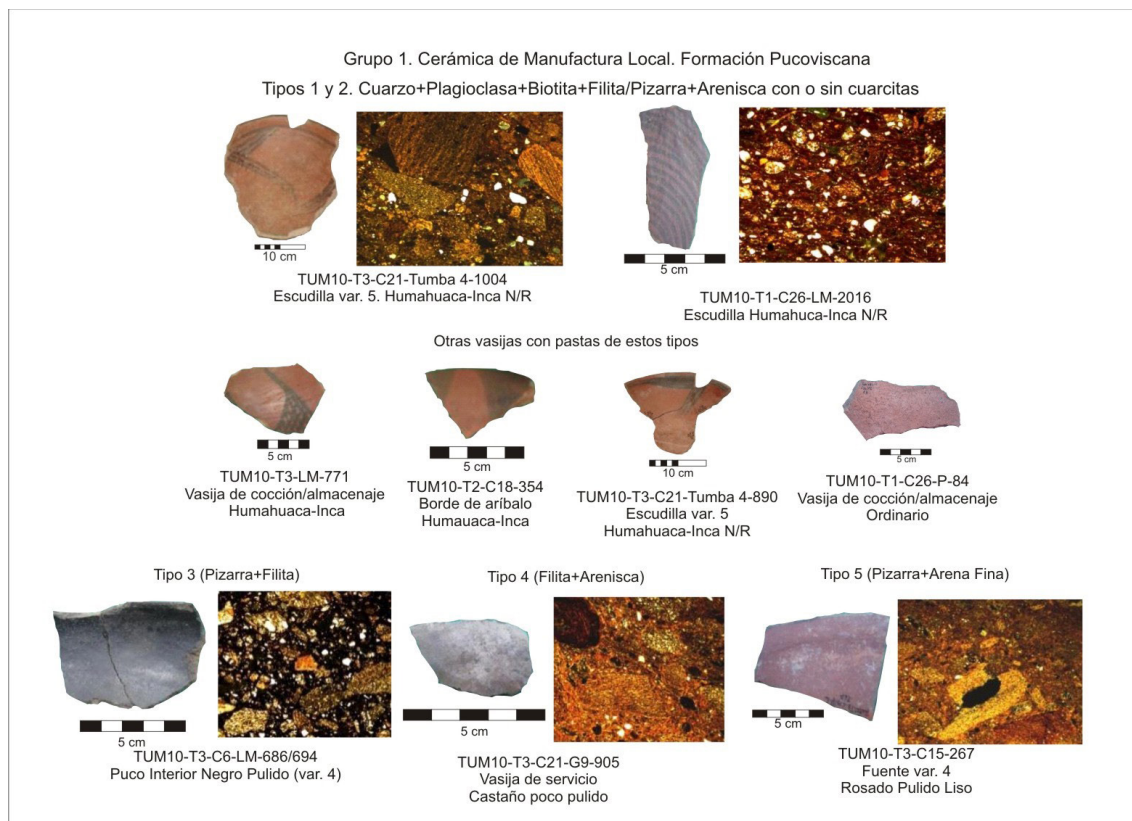 Grupo 1. Cerámica de Manufactura Local. Formación Pucoviscana
Tipos 1 y 2. Cuarzo+Plagioclasa+Biotita+Filita/Pizarra+Arenisca con o sin cuarcitas
10 cm
TUM10-T3-C21-Tumba 4-1004
Escudilla var. 5. Humahuaca-Inca N/R
5 cm
TUM10-T1-C26-LM-2016
Escudilla Humahuca-Inca N/R
Otras vasijas con pastas de estos tipos
5 cm
TUM10-T3-LM-771
Vasija de cocción/almacenaje
Humahuaca-Inca
5 cm
TUM10-T2-C18-354
Borde de aríbalo
Humauaca-Inca
10 cm
TUM10-T3-C21-Tumba 4-890
Escudilla var. 5
Humahuaca-Inca N/R
5 cm
TUM10-T1-C26-P-84
Vasija de cocción/almacenaje
Ordinario
Tipo 3 (Pizarra+Filita)
5 cm
TUM10-T3-C6-LM-686/694
Puco Interior Negro Pulido (var. 4)
Tipo 4 (Filita+Arenisca)
5 cm
TUM10-T3-C21-G9-905
Vasija de servicio
Castaño poco pulido
Tipo 5 (Pizarra+Arena Fina)
5 cm
TUM10-T3-C15-267
Fuente var. 4
Rosado Pulido Liso